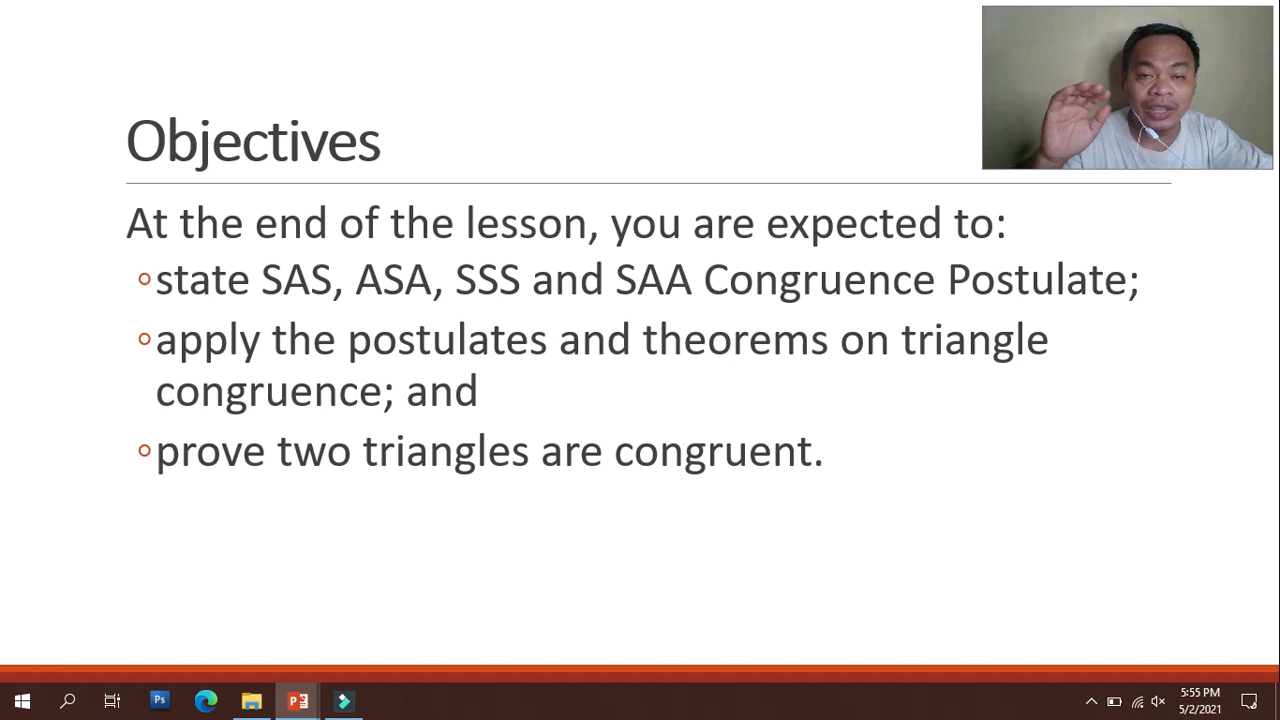 Objectives
At the end of the lesson, you are expected to:
◦state SAS, ASA, SSS and SAA Congruence Postulate;
◦apply the postulates and theorems on triangle
congruence; and
◦prove two triangles are congruent.
Ps
P
5:55 PM
5/2/2021